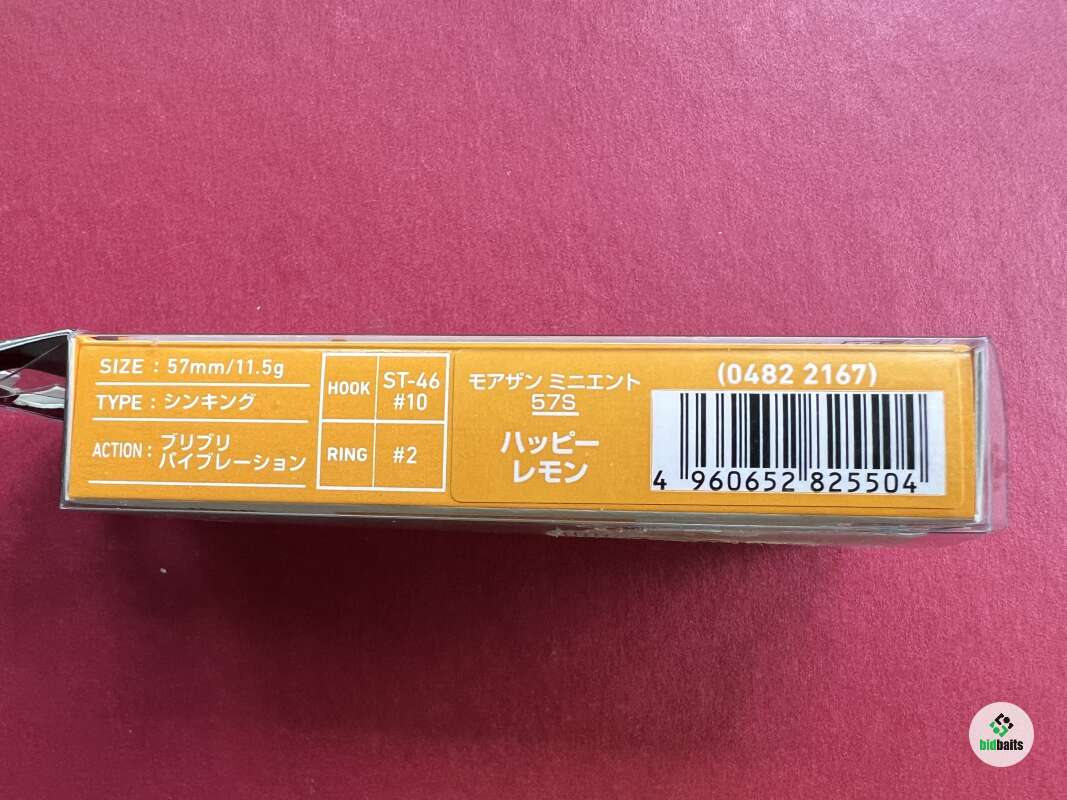 SIZE : 57mm/11.5g
TYPE : シンキング
ACTION : ブリブリ
バイブレーション
HOOK
ST-46
#10
RING
#2
モアザン ミニエント
57S
ハッピー
レモン
(0482 2167)
4 960652 825504
bidbaits